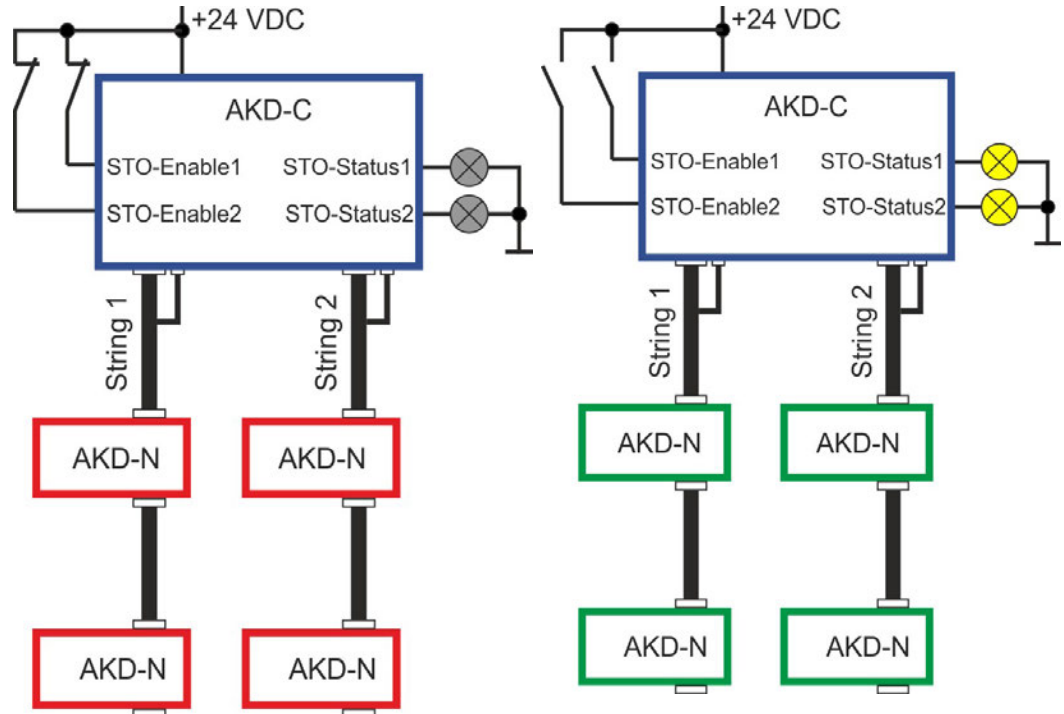 +24 VDC
AKD-C
STO-Enable1 STO-Status1
STO-Enable2 STO-Status2
String 1
String 2
AKD-N AKD-N
AKD-N AKD-N
+24 VDC
AKD-C
STO-Enable1 STO-Status1
STO-Enable2 STO-Status2
String 1
String 2
AKD-N AKD-N
AKD-N AKD-N